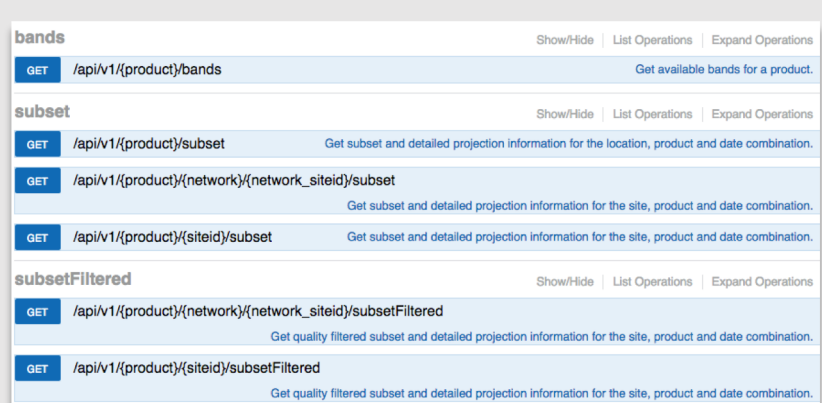 bands Show/Hide List Operations Expand Operations
GET /api/v1/{product}/bands Get available bands for a product.
subset Show/Hide List Operations Expand Operations
GET /api/v1/{product}/subset Get subset and detailed projection information for the location, product and date combination.
GET /api/v1/{product}/{network}/{network_siteid}/subset
Get subset and detailed projection information for the site, product and date combination.
GET /api/v1/{product}/{siteid}/subset Get subset and detailed projection information for the site, product and date combination.
subsetFiltered Show/Hide List Operations Expand Operations
GET /api/v1/{product}/{network}/{network_siteid}/subsetFiltered
Get quality filtered subset and detailed projection information for the site, product and date combination.
GET /api/v1/{product}/{siteid}/subsetFiltered
Get quality filtered subset and detailed projection information for the site, product and date combination.